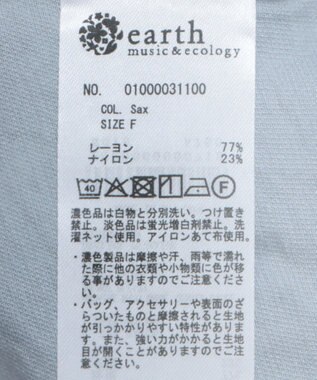 earth
music&ecology
NO. 01000031100
COL. Sax
SIZE F
レーヨン 77%
ナイロン 23%
40 F
濃色品は白物と分別洗い。つけ置き
禁止。淡色品は蛍光増白剤禁止。洗
濯ネット使用。アイロンあて布使用。
・濃色製品は摩擦や汗、雨等で濡れ
た際に他の衣類や小物類に色が移
る事がありますのでご注意くださ
い。
・バッグ、アクセサリーや表面のざ
らついたものと摩擦されると生地
が引っかかりやすい特性がありま
す。また、強い力がかかると生地
目が開くことがありますのでご注
意ください。